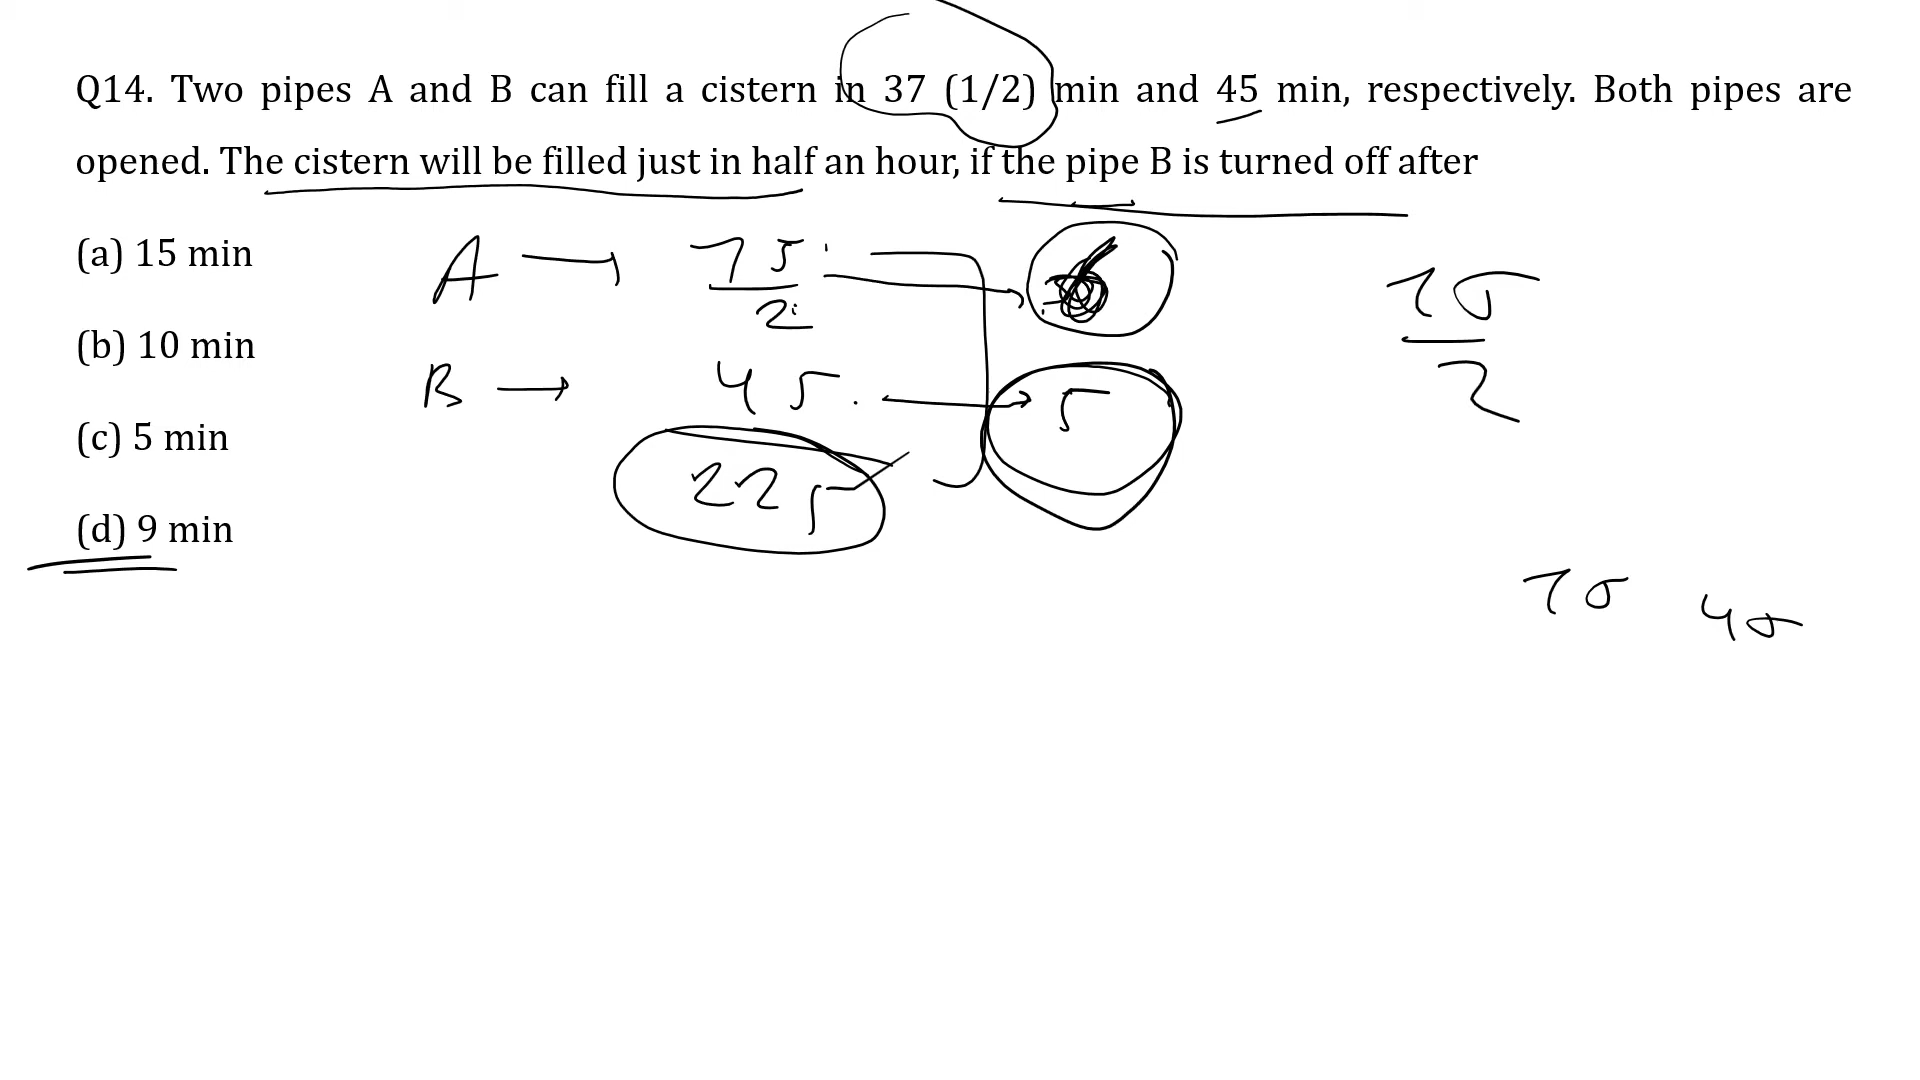 Q14. Two pipes A and B can fill a cistern in 37 (1/2) min and 45 min, respectively. Both pipes are
opened. The cistern will be filled just in half an hour, if the pipe B is turned off after
(a) 15 min
(b) 10 min
(c) 5 min
(d) 9 min
A → 75
2
6
B → 45
5
225
75
2
75 45